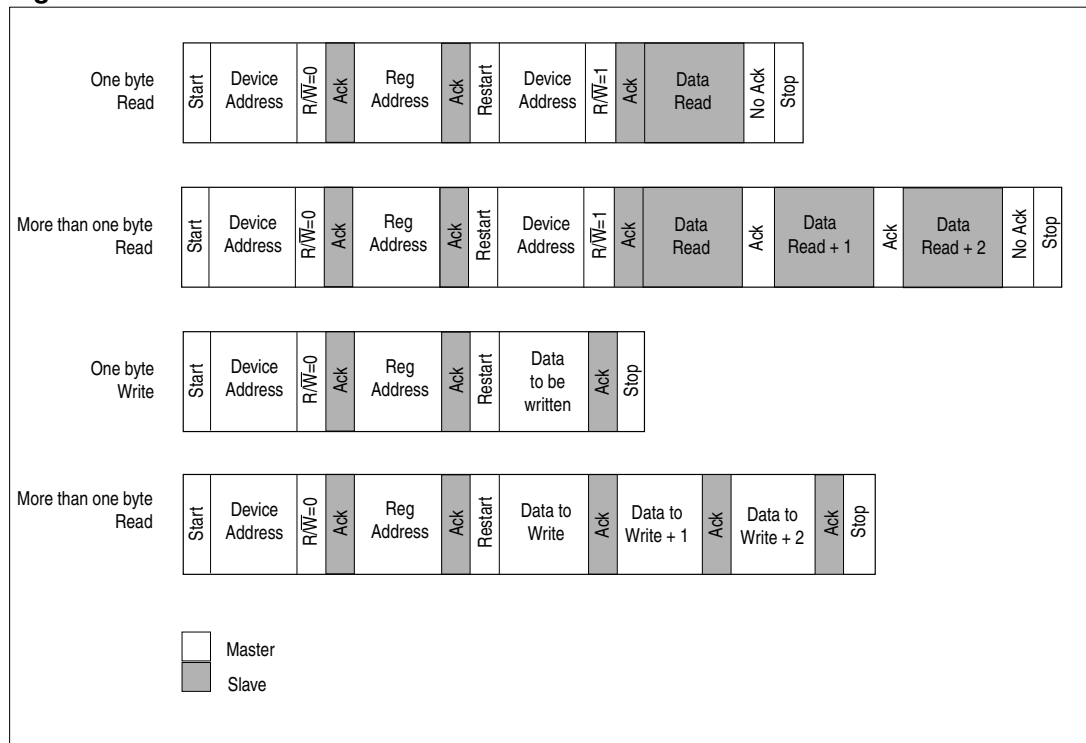 One byte
Read
Start
Device
Address
R/W̅=0
Ack
Reg
Address
Ack
Restart
Device
Address
R/W̅=1
Ack
Data
Read
No Ack
Stop
More than one byte
Read
Start
Device
Address
R/W̅=0
Ack
Reg
Address
Ack
Restart
Device
Address
R/W̅=1
Ack
Data
Read
Ack
Data
Read + 1
Ack
Data
Read + 2
No Ack
Stop
One byte
Write
Start
Device
Address
R/W̅=0
Ack
Reg
Address
Ack
Restart
Data
to be
written
Ack
Stop
More than one byte
Read
Start
Device
Address
R/W̅=0
Ack
Reg
Address
Ack
Restart
Data to
Write
Ack
Data to
Write + 1
Ack
Data to
Write + 2
Ack
Stop
Master
Slave